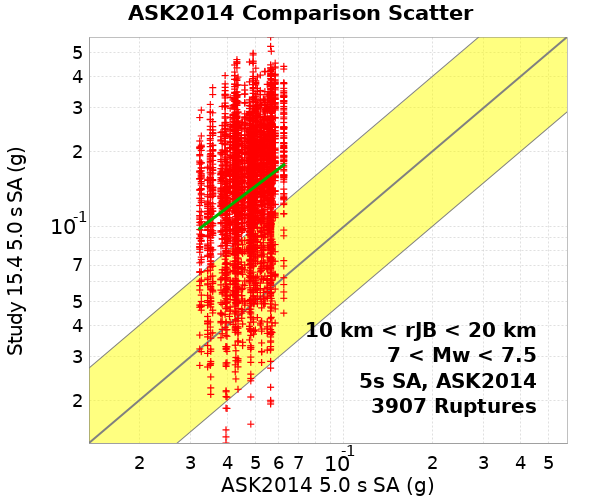 ASK2014 Comparison Scatter
Study 15.4 5.0 s SA (g)
5
4
3
2
10-1
7
5
4
3
2
10 km < rJB < 20 km
7 < Mw < 7.5
5s SA, ASK2014
3907 Ruptures
2 3 4 5 6 7 10-1 2 3 4 5
ASK2014 5.0 s SA (g)